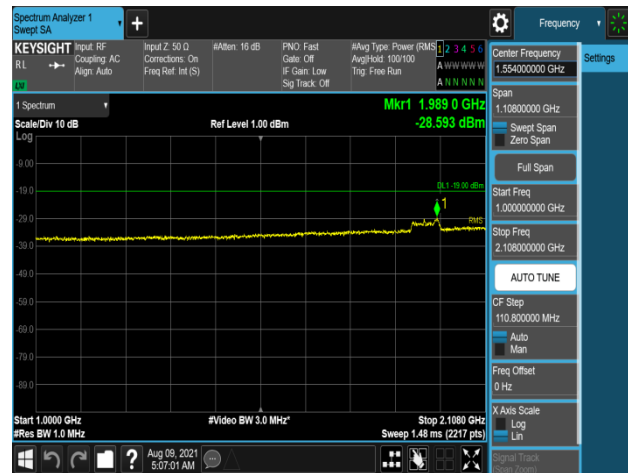 Spectrum Analyzer 1
Swept SA
+
Frequency
KEYSIGHT
RL
Input: RF
Coupling: AC
Align: Auto
Input Z: 50 Ω
Corrections: On
Freq Ref: Int (S)
#Atten: 16 dB
PNO: Fast
Gate: Off
IF Gain: Low
Sig Track: Off
#Avg Type: Power (RMS
Avg|Hold: 100/100
Trig: Free Run
1 2 3 4 5 6
A W W W W W
A N N N N N
Center Frequency
1.554000000 GHz
Settings
Span
1.10800000 GHz
Swept Span
Zero Span
Full Span
Start Freq
1.000000000 GHz
Stop Freq
2.108000000 GHz
AUTO TUNE
CF Step
110.800000 MHz
Auto
Man
Freq Offset
0 Hz
X Axis Scale
Log
Lin
Signal Track
(Span Zoom)
1 Spectrum
Mkr1 1.989 0 GHz
Scale/Div 10 dB
Ref Level 1.00 dBm
-28.593 dBm
Log
-9.00
-19.0
DL1 -19.00 dBm
1
-29.0
RMS
-39.0
-49.0
-59.0
-69.0
-79.0
-89.0
Start 1.0000 GHz
#Video BW 3.0 MHz*
Stop 2.1080 GHz
#Res BW 1.0 MHz
Sweep 1.48 ms (2217 pts)
?
Aug 09, 2021
5:07:01 AM